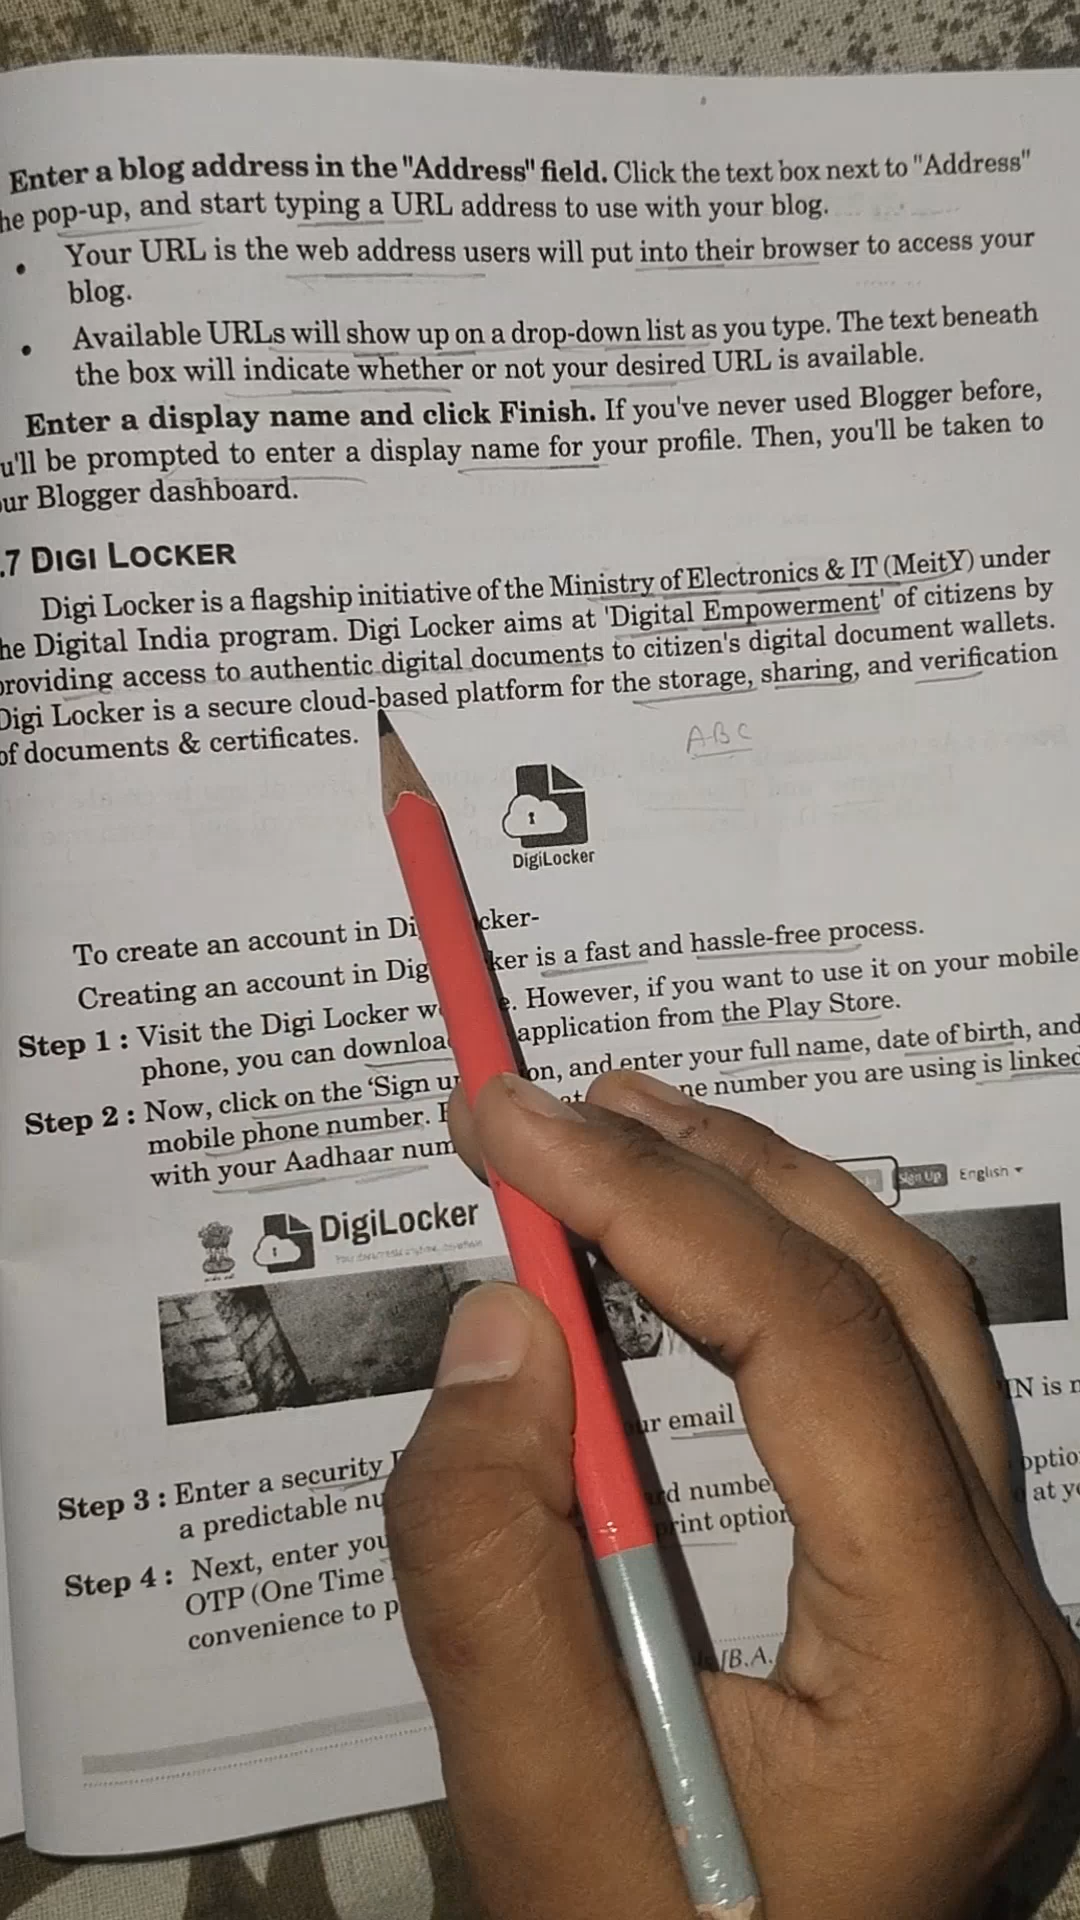 Enter a blog address in the "Address" field. Click the text box next to "Address"
he pop-up, and start typing a URL address to use with your blog.
• Your URL is the web address users will put into their browser to access your
blog.
• Available URLs will show up on a drop-down list as you type. The text beneath
the box will indicate whether or not your desired URL is available.
Enter a display name and click Finish. If you've never used Blogger before,
u'll be prompted to enter a display name for your profile. Then, you'll be taken to
ur Blogger dashboard.
.7 DIGI LOCKER
Digi Locker is a flagship initiative of the Ministry of Electronics & IT (MeitY) under
he Digital India program. Digi Locker aims at 'Digital Empowerment' of citizens by
providing access to authentic digital documents to citizen's digital document wallets.
Digi Locker is a secure cloud-based platform for the storage, sharing, and verification
of documents & certificates.
ABC
DigiLocker
To create an account in Di cker-
Creating an account in Dig ker is a fast and hassle-free process.
Step 1 : Visit the Digi Locker w e. However, if you want to use it on your mobile
phone, you can downloa application from the Play Store.
Step 2 : Now, click on the 'Sign u on, and enter your full name, date of birth, and
mobile phone number. at ne number you are using is linked
with your Aadhaar num
Sign Up English
DigiLocker
IN is
Step 3 : Enter a security ur email
a predictable nu
Step 4 : Next, enter you rd numbe optio
OTP (One Time print option at y
convenience to p
[B.A.